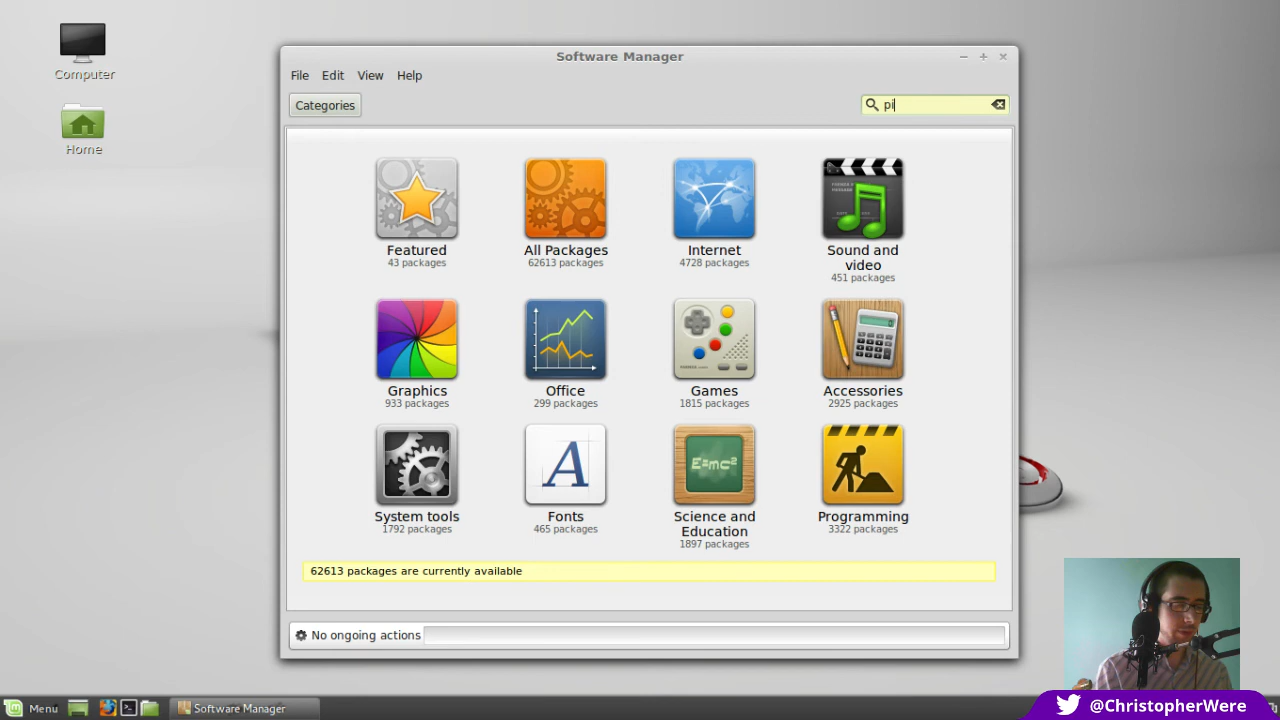 Computer
Home
Software Manager
File Edit View Help
Categories
pi
Featured
43 packages
All Packages
62613 packages
Internet
4728 packages
Sound and
video
451 packages
Graphics
933 packages
Office
299 packages
Games
1815 packages
Accessories
2925 packages
A
E=mc²
System tools
1792 packages
Fonts
465 packages
Science and
Education
1897 packages
Programming
3322 packages
62613 packages are currently available
No ongoing actions
Menu
Software Manager
@ChristopherWere